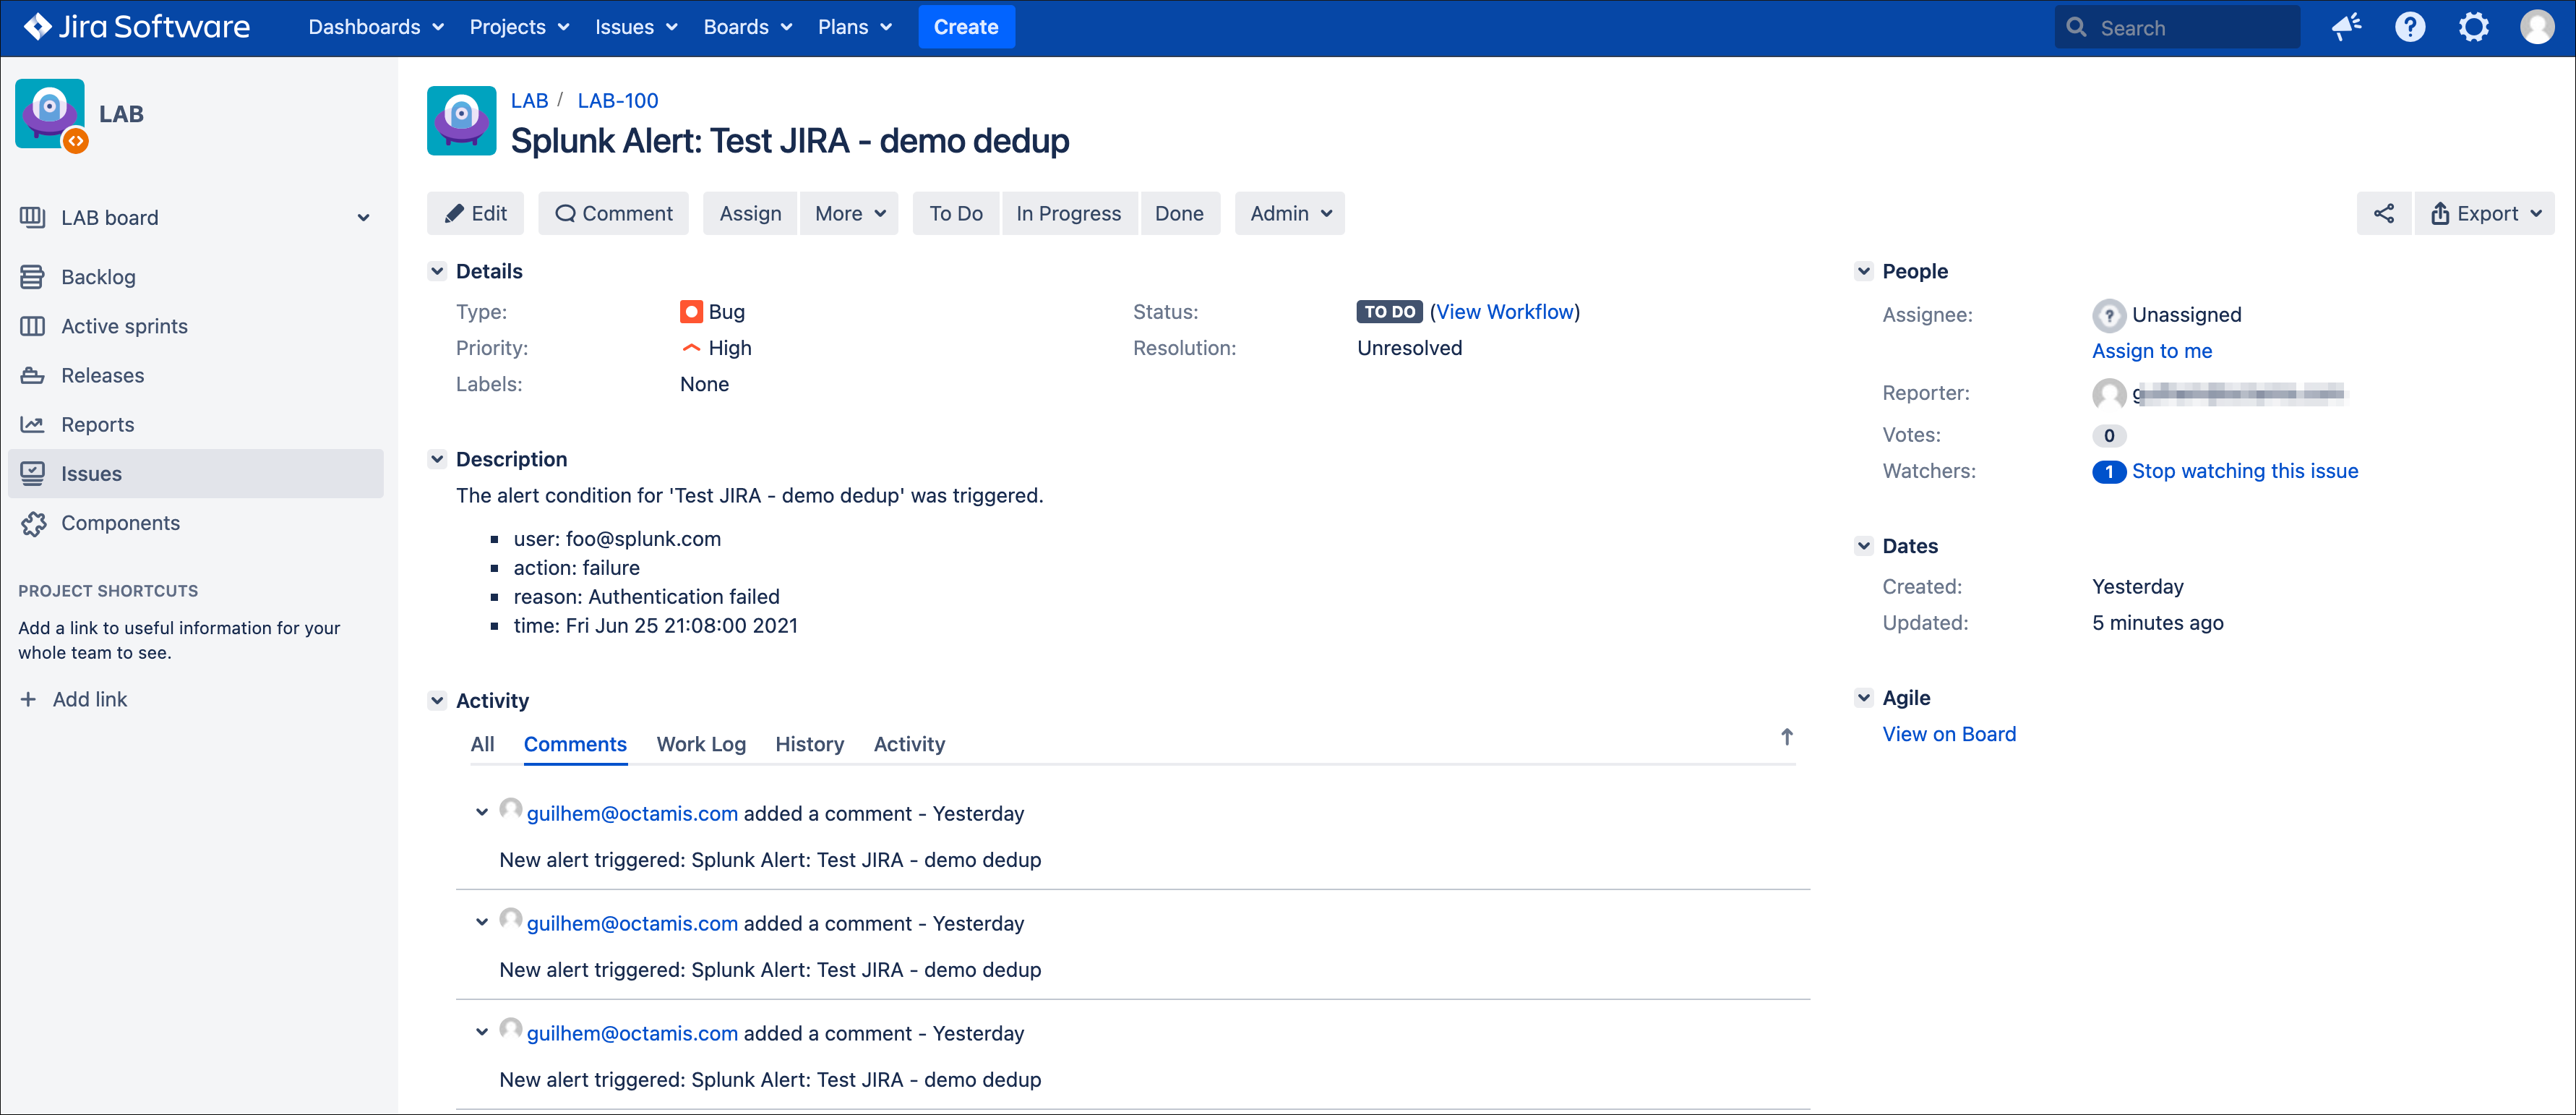 Jira Software Dashboards Projects Issues Boards Plans Create Search
LAB
LAB board
Backlog
Active sprints
Releases
Reports
Issues
Components
PROJECT SHORTCUTS
Add a link to useful information for your
whole team to see.
+ Add link
LAB / LAB-100
Splunk Alert: Test JIRA - demo dedup
Edit Comment Assign More To Do In Progress Done Admin Export
Details
Type: Bug Status: TO DO (View Workflow)
Priority: High Resolution: Unresolved
Labels: None
Description
The alert condition for 'Test JIRA - demo dedup' was triggered.
user: foo@splunk.com
action: failure
reason: Authentication failed
time: Fri Jun 25 21:08:00 2021
Activity
All Comments Work Log History Activity
guilhem@octamis.com added a comment - Yesterday
New alert triggered: Splunk Alert: Test JIRA - demo dedup
guilhem@octamis.com added a comment - Yesterday
New alert triggered: Splunk Alert: Test JIRA - demo dedup
guilhem@octamis.com added a comment - Yesterday
New alert triggered: Splunk Alert: Test JIRA - demo dedup
People
Assignee: Unassigned
Assign to me
Reporter:
Votes: 0
Watchers: 1 Stop watching this issue
Dates
Created: Yesterday
Updated: 5 minutes ago
Agile
View on Board